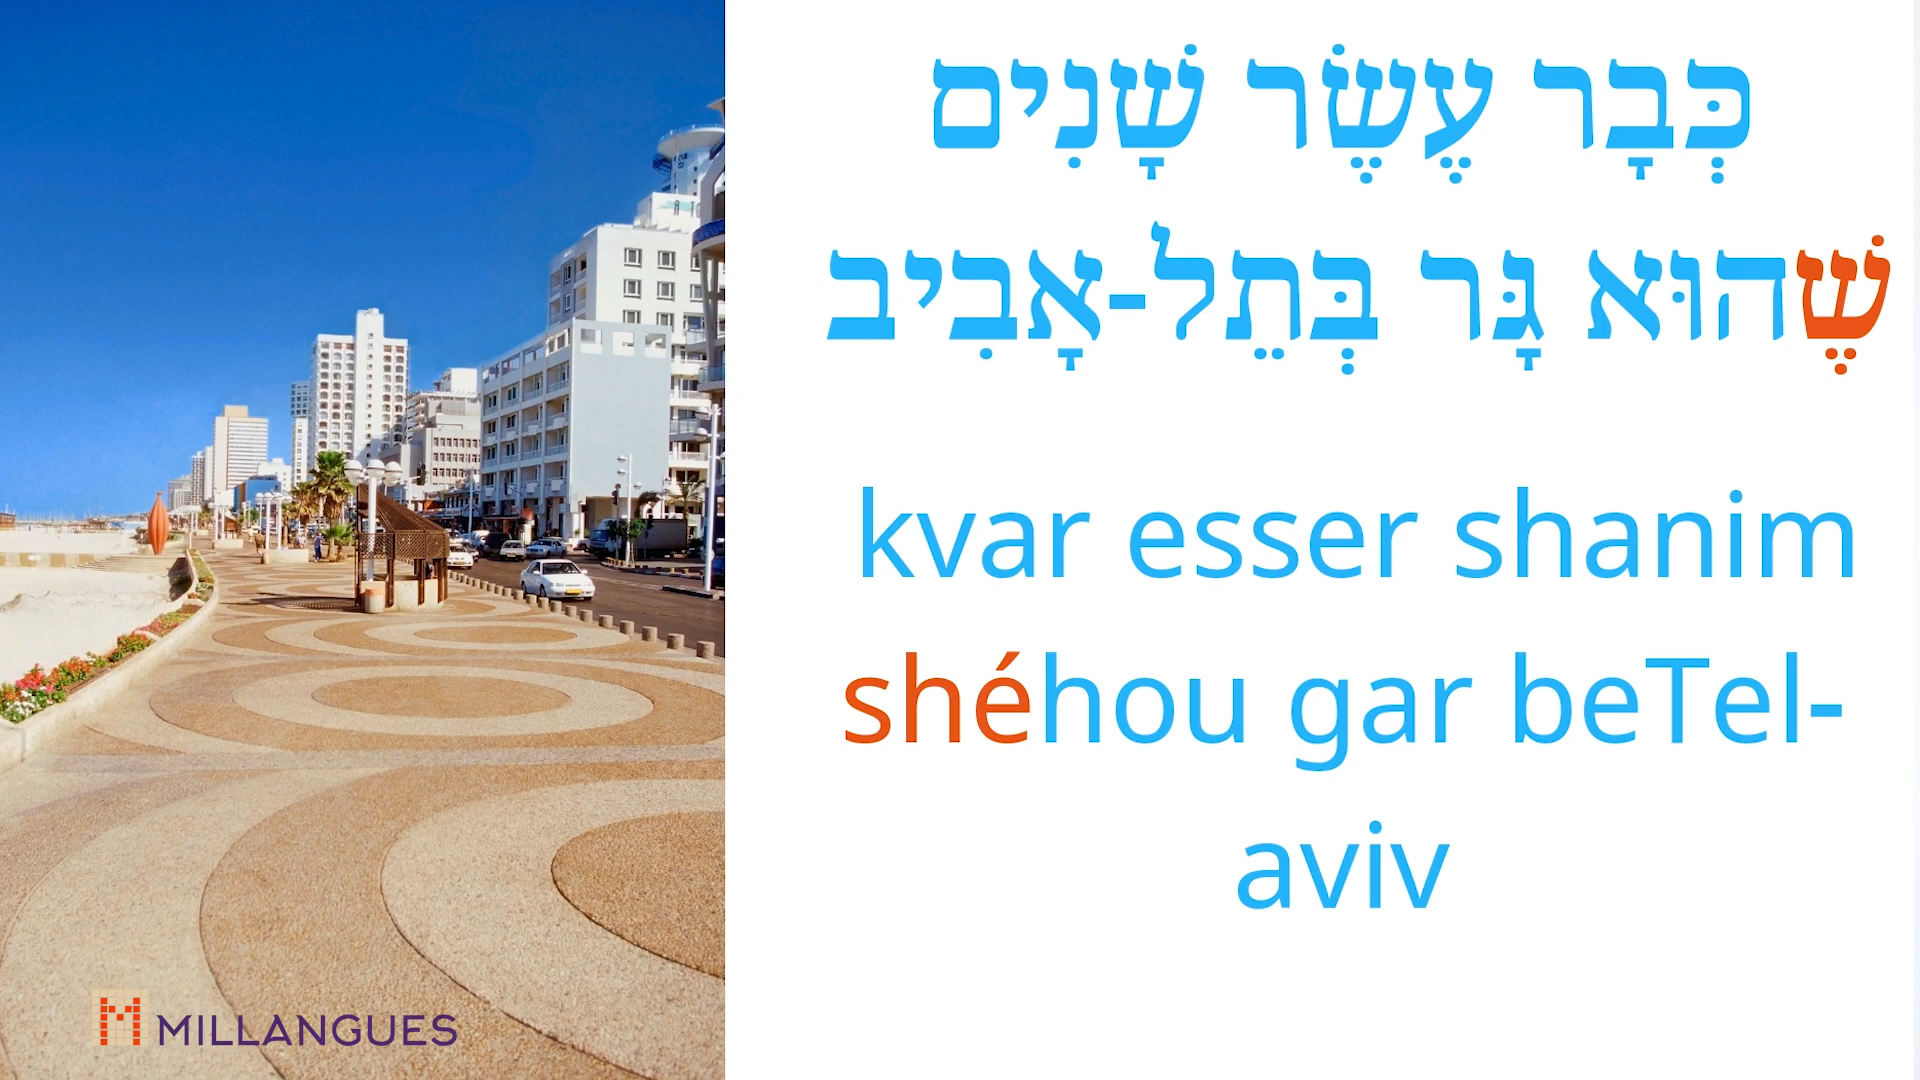 כְּבָר עֶשֶׂר שָׁנִים
שֶׁהוּא גָּר בְּתֵל-אָבִיב
kvar esser shanim
shéhou gar beTel-
aviv
MILLANGUES